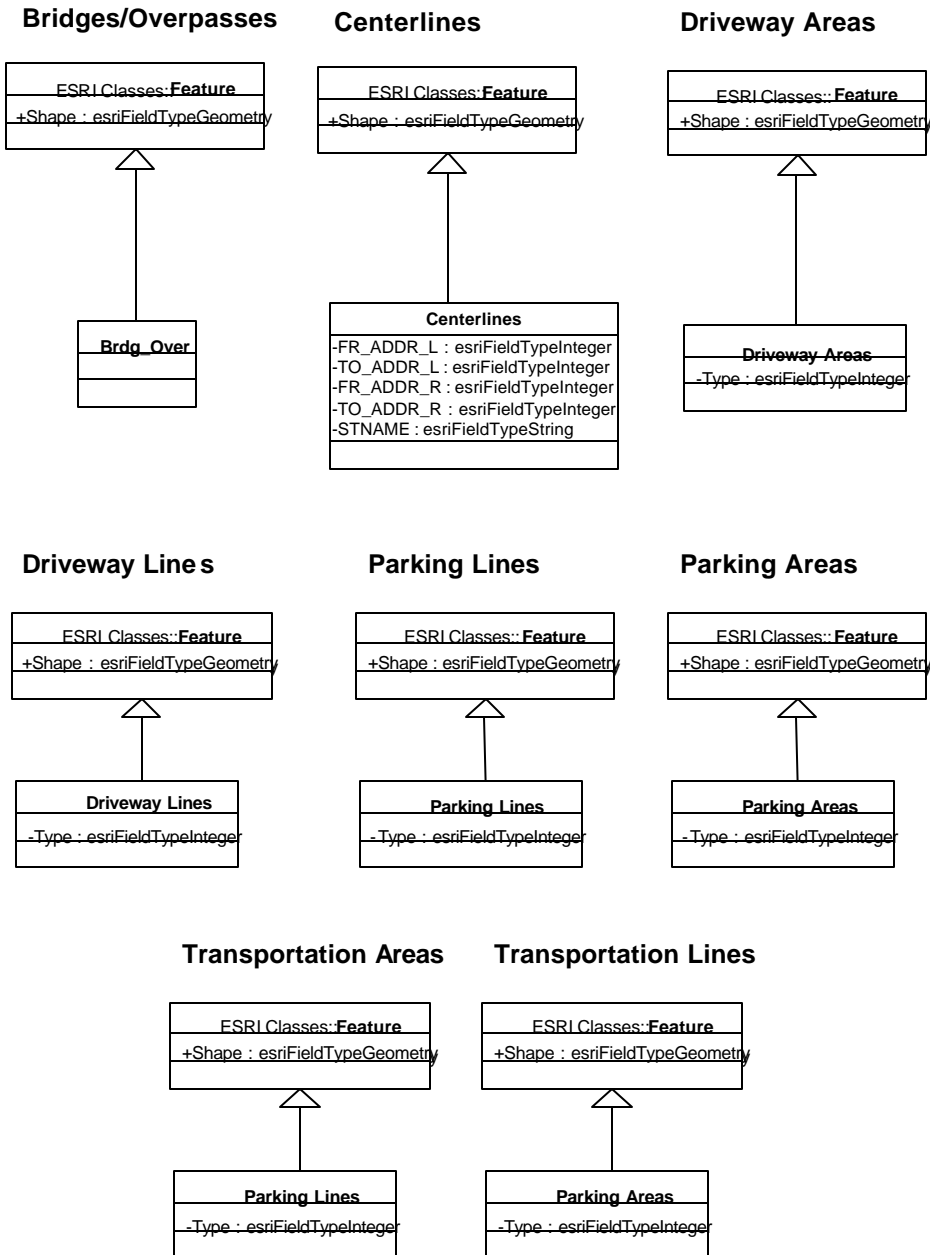 Bridges/Overpasses
ESRI Classes::Feature
+Shape : esriFieldTypeGeometry
Brdg_Over
Centerlines
ESRI Classes::Feature
+Shape : esriFieldTypeGeometry
Centerlines
-FR_ADDR_L : esriFieldTypeInteger
-TO_ADDR_L : esriFieldTypeInteger
-FR_ADDR_R : esriFieldTypeInteger
-TO_ADDR_R : esriFieldTypeInteger
-STNAME : esriFieldTypeString
Driveway Areas
ESRI Classes::Feature
+Shape : esriFieldTypeGeometry
Driveway Areas
-Type : esriFieldTypeInteger
Driveway Lines
ESRI Classes::Feature
+Shape : esriFieldTypeGeometry
Driveway Lines
-Type : esriFieldTypeInteger
Parking Lines
ESRI Classes::Feature
+Shape : esriFieldTypeGeometry
Parking Lines
-Type : esriFieldTypeInteger
Parking Areas
ESRI Classes::Feature
+Shape : esriFieldTypeGeometry
Parking Areas
-Type : esriFieldTypeInteger
Transportation Areas
ESRI Classes::Feature
+Shape : esriFieldTypeGeometry
Parking Lines
-Type : esriFieldTypeInteger
Transportation Lines
ESRI Classes::Feature
+Shape : esriFieldTypeGeometry
Parking Areas
-Type : esriFieldTypeInteger